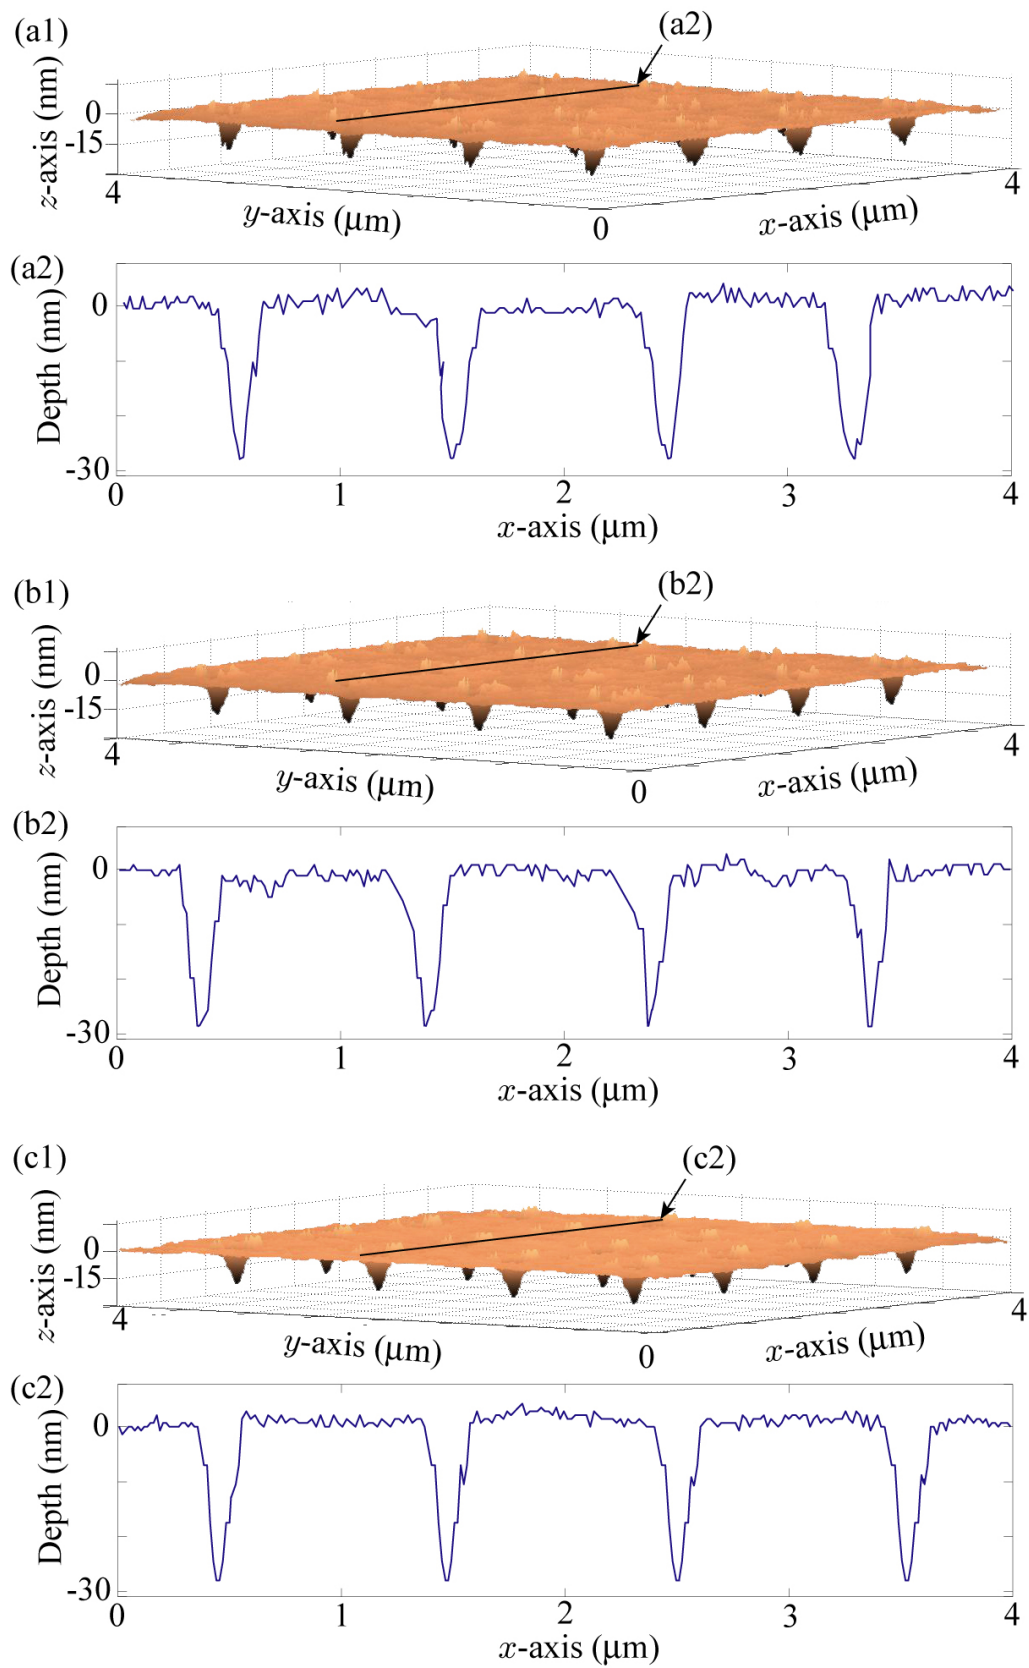 (a1)
(a2)
z-axis (nm)
0
-15
4
y-axis (μm)
0
x-axis (μm)
4
(a2)
Depth (nm)
0
-30
0 1 2 3 4
x-axis (μm)
(b1)
(b2)
z-axis (nm)
0
-15
4
y-axis (μm)
0
x-axis (μm)
4
(b2)
Depth (nm)
0
-30
0 1 2 3 4
x-axis (μm)
(c1)
(c2)
z-axis (nm)
0
-15
4
y-axis (μm)
0
x-axis (μm)
4
(c2)
Depth (nm)
0
-30
0 1 2 3 4
x-axis (μm)